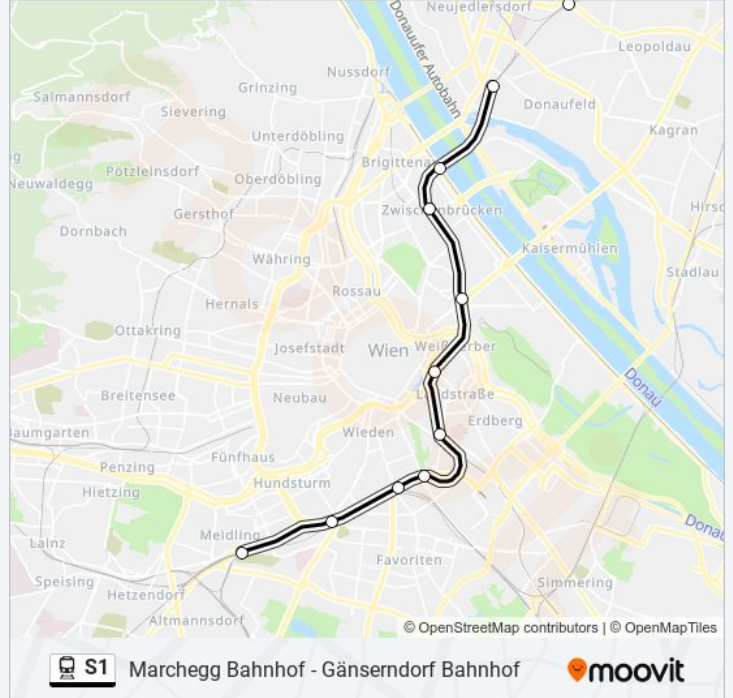 Neujedlersdorf
Leopoldau
Donauufer Autobahn
Nussdorf
Grinzing
Salmannsdorf
Sievering
Donaufeld
Kagran
Unterdöbling
Brigittenau
Pötzleinsdorf
Neuwaldegg
Oberdöbling
Gersthof
Zwischenbrücken
Dornbach
Kaisermühlen
Währing
Stadlau
Rossau
Hernals
Ottakring
Josefstadt
Wien
Weißgerber
Donau
Breitensee
Neubau
Landstraße
Erdberg
Baumgarten
Wieden
Penzing
Fünfhaus
Hietzing
Hundsturm
Donau
Lainz
Meidling
Favoriten
Speising
Hetzendorf
Simmering
Altmannsdorf
© OpenStreetMap contributors | © OpenMapTiles
S1 Marchegg Bahnhof - Gänserndorf Bahnhof moovit